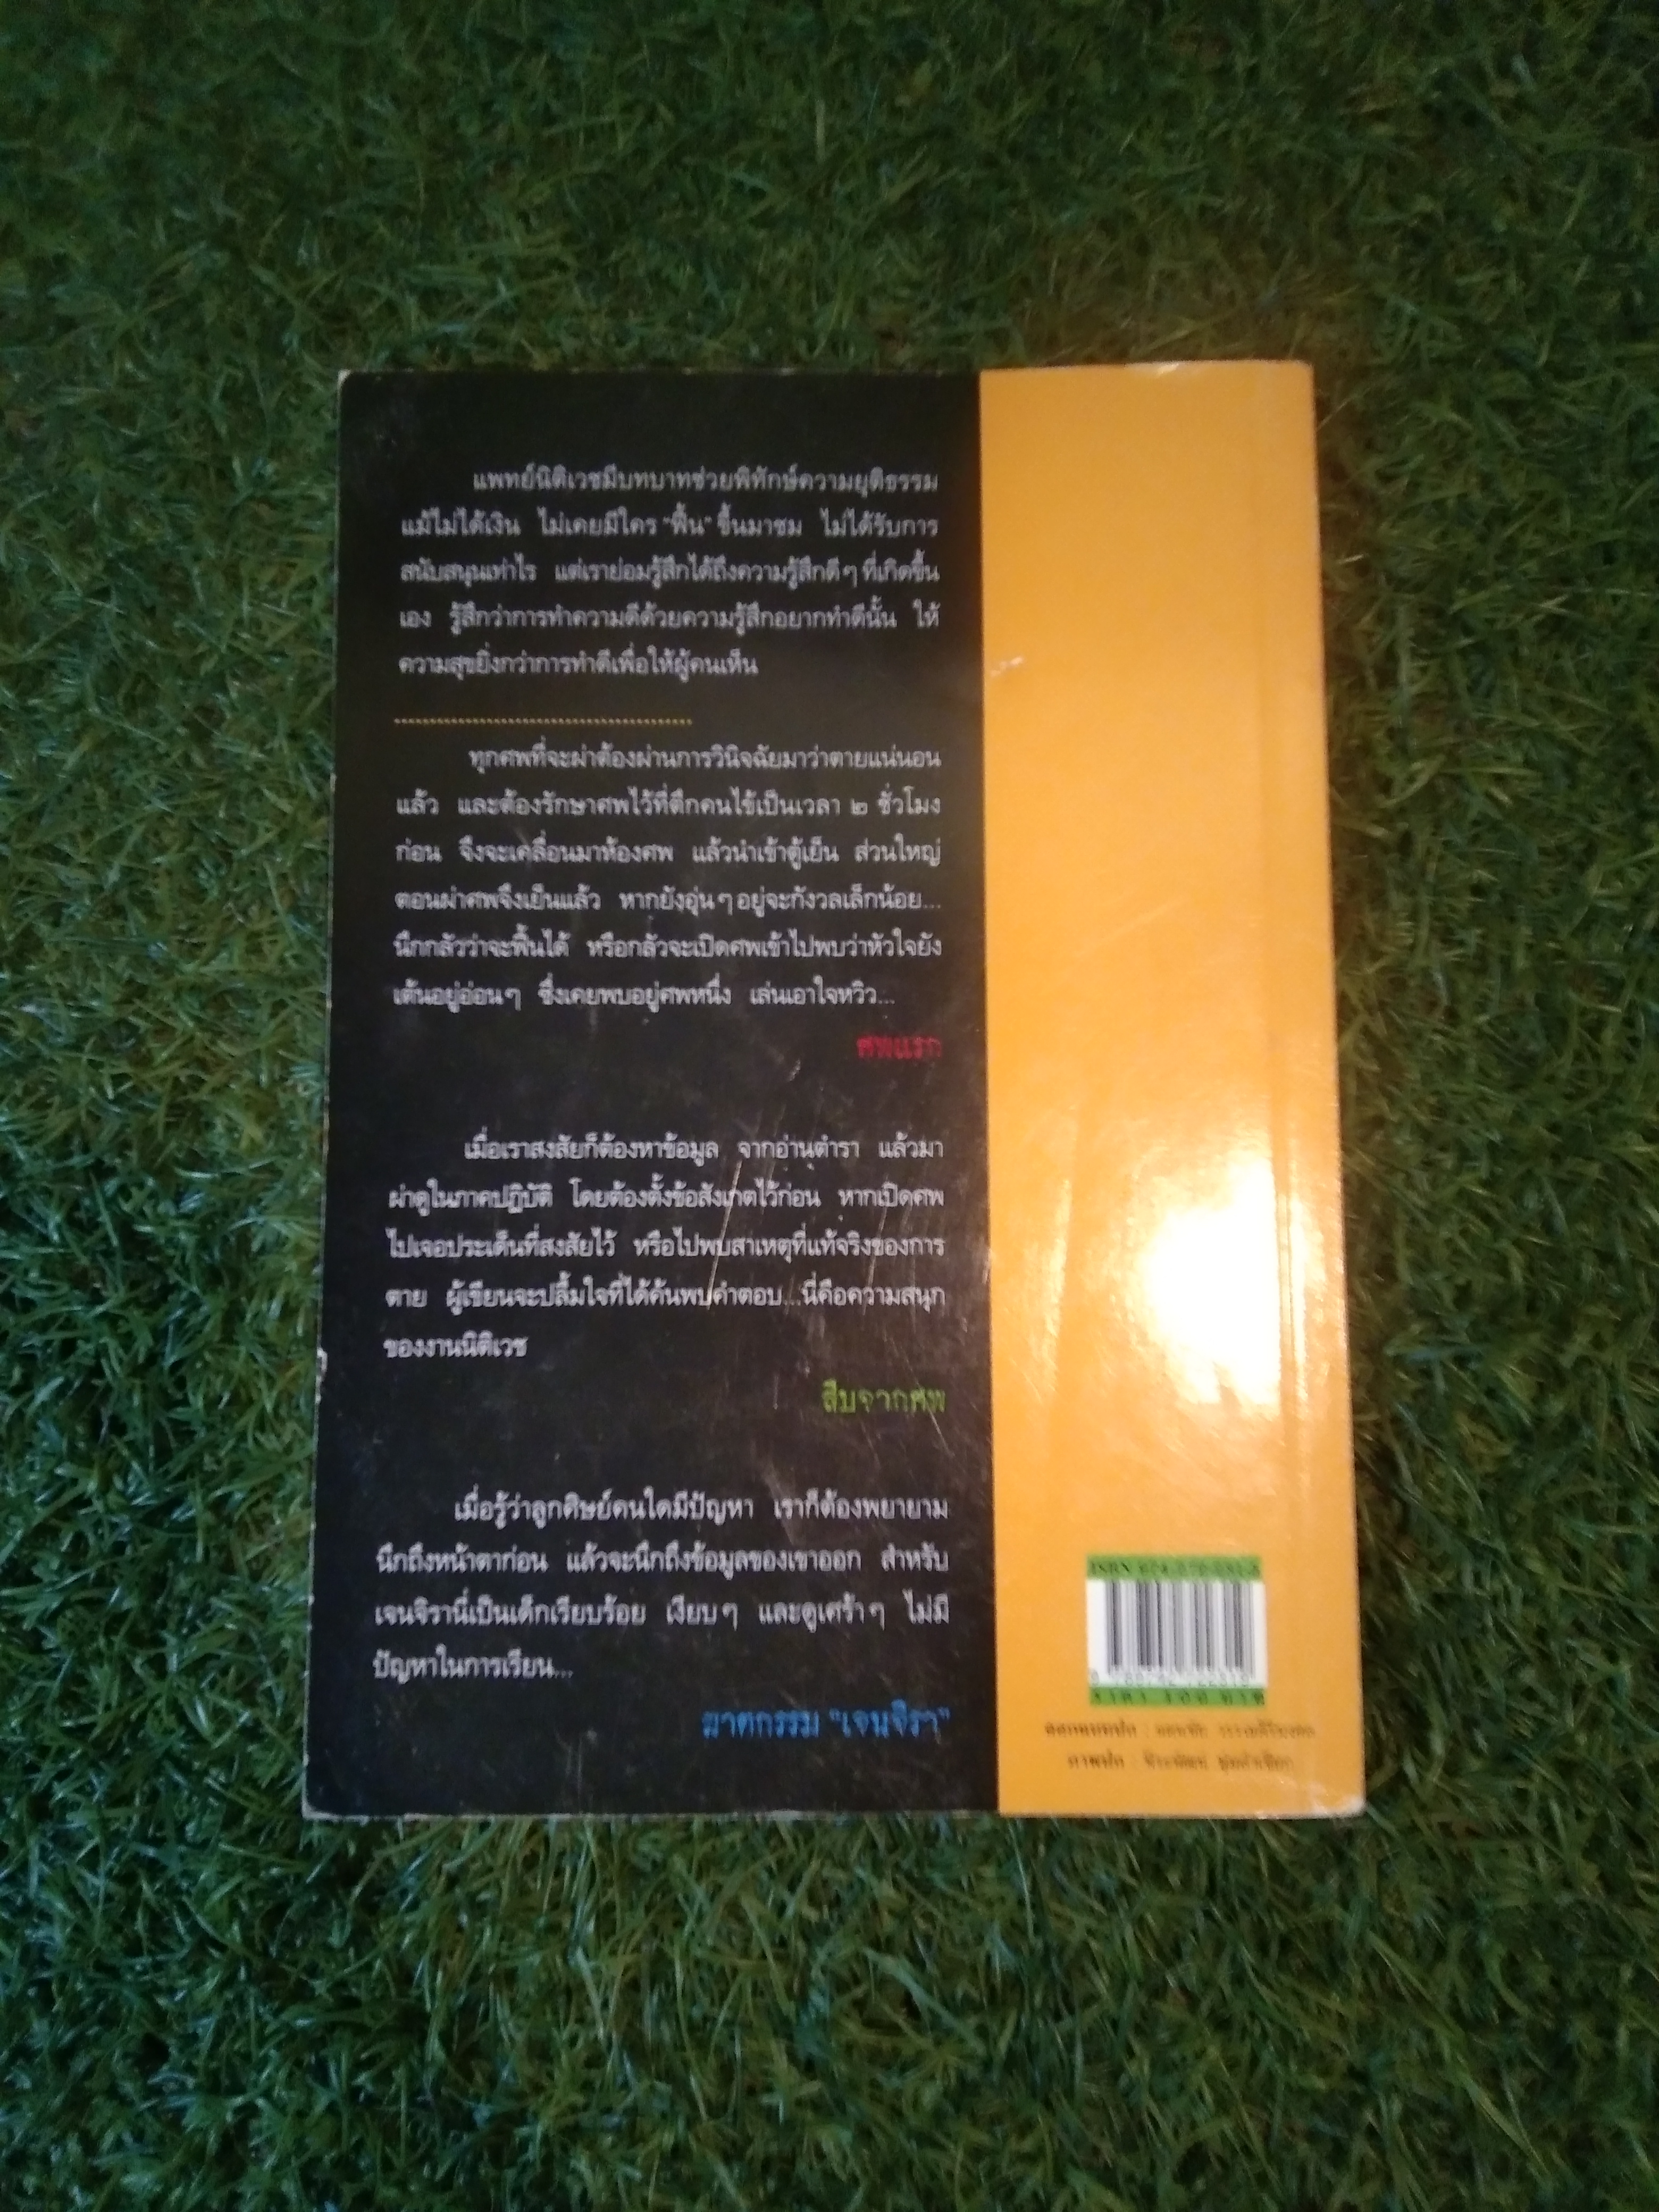 แพทย์นิติเวชมีบทบาทช่วยพิทักษ์ความยุติธรรม
แม้ไม่ได้เงิน ไม่เคยมีใคร "ฟื้น" ขึ้นมาชม ไม่ได้รับการ
สนับสนุนเท่าไร แต่เราย่อมรู้สึกได้ถึงความรู้สึกดีๆ ที่เกิดขึ้น
เอง รู้สึกว่าการทำความดีด้วยความรู้สึกอยากทำดีนั้น ให้
ความสุขยิ่งกว่าการทำดีเพื่อให้ผู้คนเห็น
ทุกศพที่จะผ่าต้องผ่านการวินิจฉัยมาว่าตายแน่นอน
แล้ว และต้องรักษาศพไว้ที่ตึกคนไข้เป็นเวลา ๒ ชั่วโมง
ก่อน จึงจะเคลื่อนมาห้องศพ แล้วนำเข้าตู้เย็น ส่วนใหญ่
ตอนผ่าศพจึงเย็นแล้ว หากยังอุ่นๆ อยู่จะกังวลเล็กน้อย...
นึกกลัวว่าจะฟื้นได้ หรือกลัวจะเปิดศพเข้าไปพบว่าหัวใจยัง
เต้นอยู่อ่อนๆ ซึ่งเคยพบอยู่ศพหนึ่ง เล่นเอาใจหวิว...
ศพแรก
เมื่อเราสงสัยก็ต้องหาข้อมูล จากอ่านตำรา แล้วมา
ผ่าดูในภาคปฏิบัติ โดยต้องตั้งข้อสังเกตไว้ก่อน หากเปิดศพ
ไปเจอประเด็นที่สงสัยไว้ หรือไปพบสาเหตุที่แท้จริงของการ
ตาย ผู้เขียนจะปลื้มใจที่ได้ค้นพบคำตอบ...นี่คือความสนุก
ของงานนิติเวช
สืบจากศพ
เมื่อรู้ว่าลูกศิษย์คนใดมีปัญหา เราก็ต้องพยายาม
นึกถึงหน้าตาก่อน แล้วจะนึกถึงข้อมูลของเขาออก สำหรับ
เจนจิรานี่เป็นเด็กเรียบร้อย เงียบๆ และดูเศร้าๆ ไม่มี
ปัญหาในการเรียน...
ฆาตกรรม "เจนจิรา"
ISBN
ราคา ๑๐๐ บาท
ออกแบบปก :
ภาพปก :